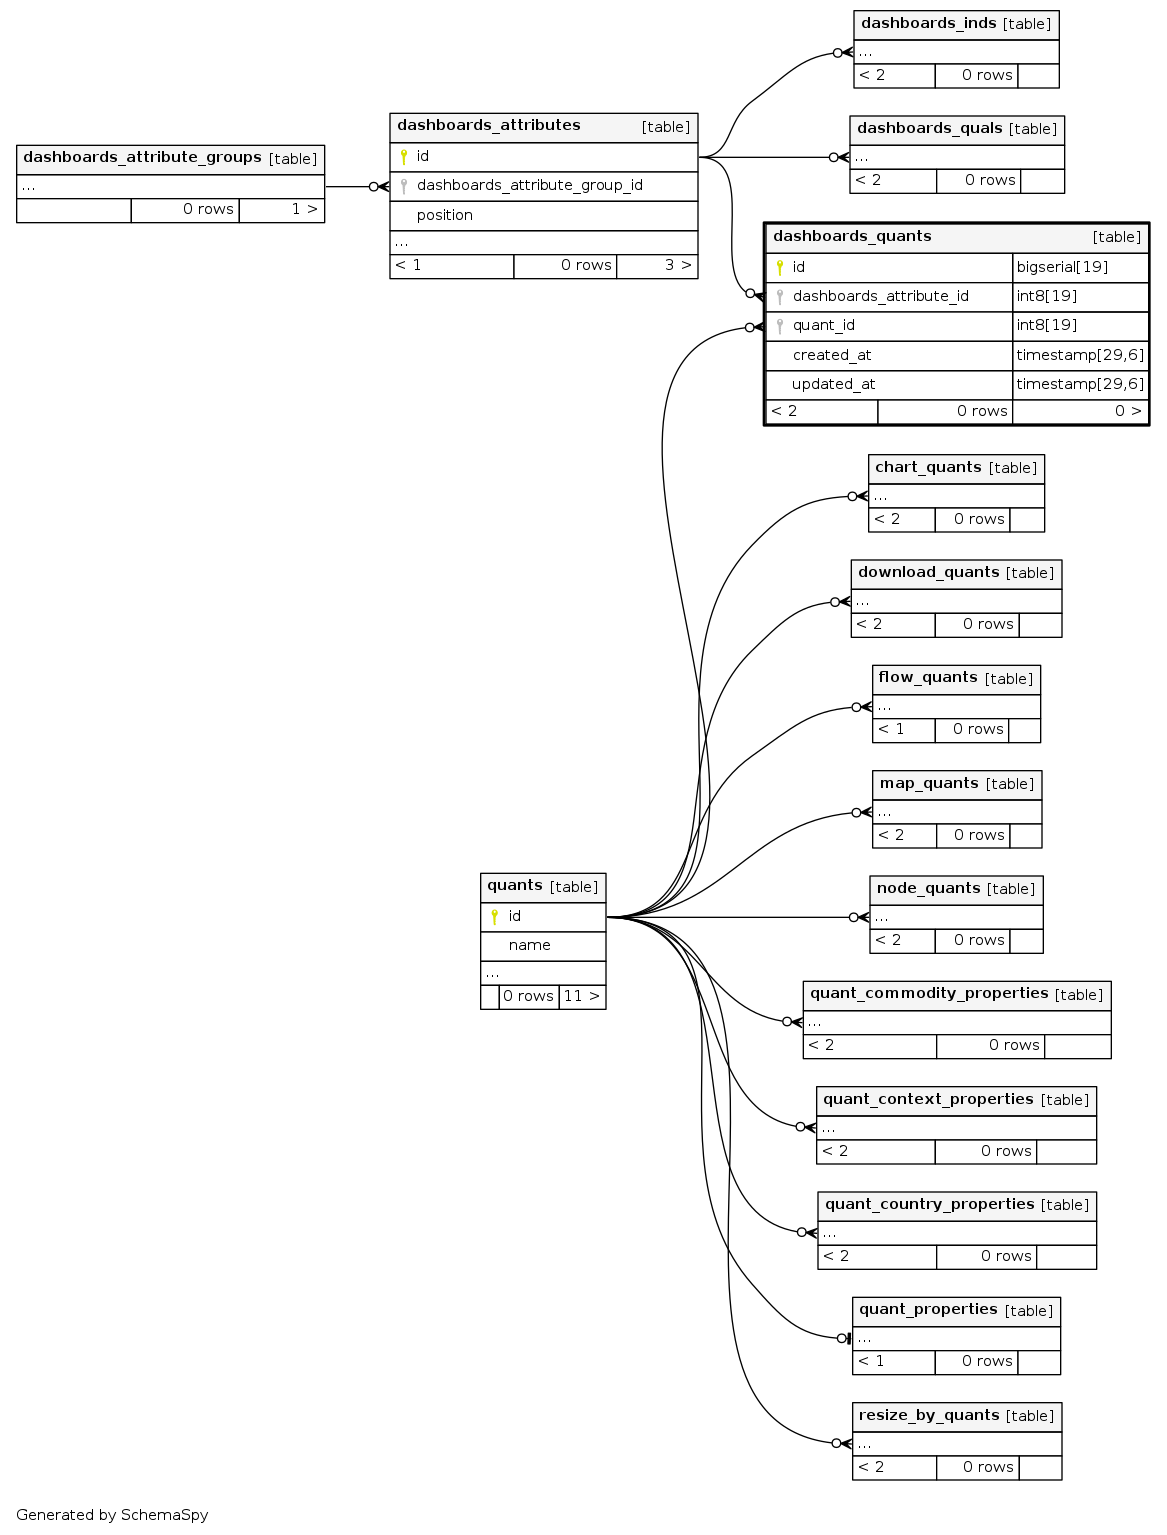 dashboards_inds [table]
...
< 2 0 rows
dashboards_attributes [table]
id
dashboards_attribute_group_id
position
...
< 1 0 rows 3 >
dashboards_quals [table]
...
< 2 0 rows
dashboards_attribute_groups [table]
...
0 rows 1 >
dashboards_quants [table]
id bigserial[19]
dashboards_attribute_id int8[19]
quant_id int8[19]
created_at timestamp[29,6]
updated_at timestamp[29,6]
< 2 0 rows 0 >
chart_quants [table]
...
< 2 0 rows
download_quants [table]
...
< 2 0 rows
flow_quants [table]
...
< 1 0 rows
map_quants [table]
...
< 2 0 rows
quants [table]
id
name
...
0 rows 11 >
node_quants [table]
...
< 2 0 rows
quant_commodity_properties [table]
...
< 2 0 rows
quant_context_properties [table]
...
< 2 0 rows
quant_country_properties [table]
...
< 2 0 rows
quant_properties [table]
...
< 1 0 rows
resize_by_quants [table]
...
< 2 0 rows
Generated by SchemaSpy